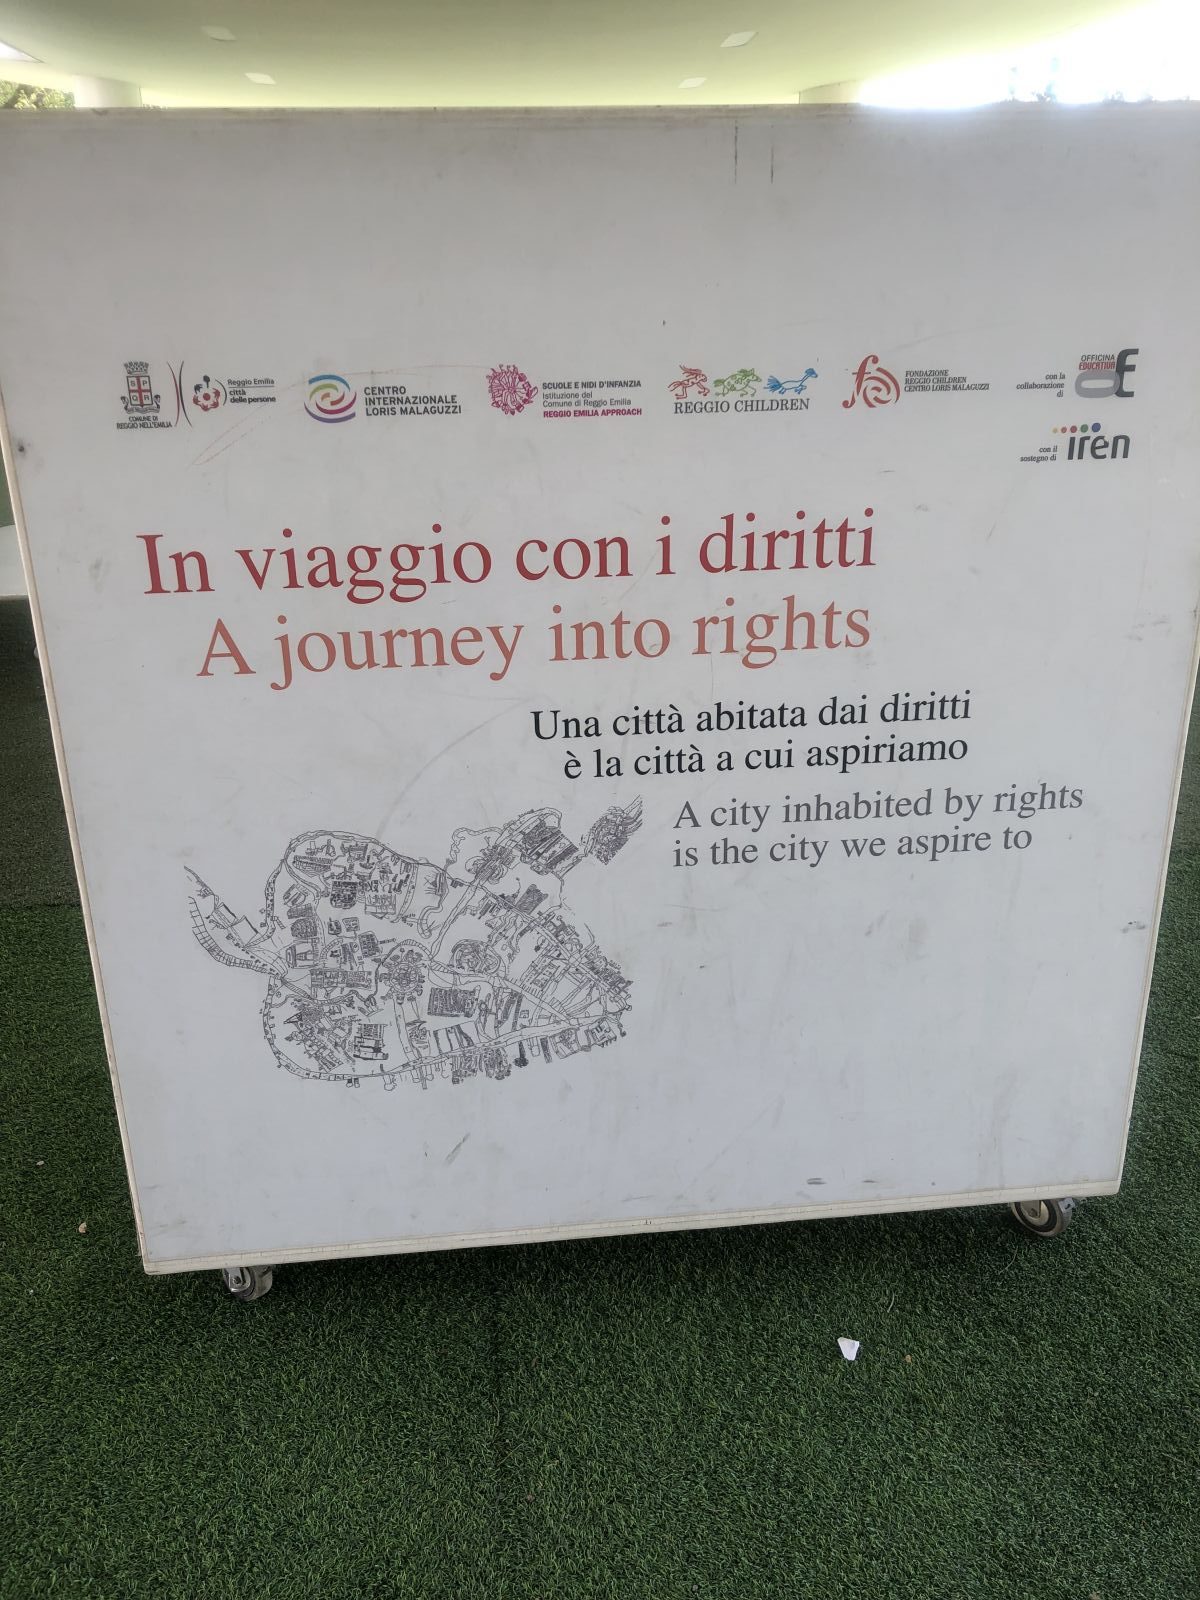 SPQR
COMUNE DI
REGGIO NELL'EMILIA
Reggio Emilia
città
delle persone
CENTRO
INTERNAZIONALE
LORIS MALAGUZZI
SCUOLE E NIDI D'INFANZIA
Istituzione del
Comune di Reggio Emilia
REGGIO EMILIA APPROACH
REGGIO CHILDREN
FONDAZIONE
REGGIO CHILDREN
CENTRO LORIS MALAGUZZI
con la
collaborazione
di
OFFICINA
EDUCATIVA
OE
con il
sostegno di
iren
In viaggio con i diritti
A journey into rights
Una città abitata dai diritti
è la città a cui aspiriamo
A city inhabited by rights
is the city we aspire to